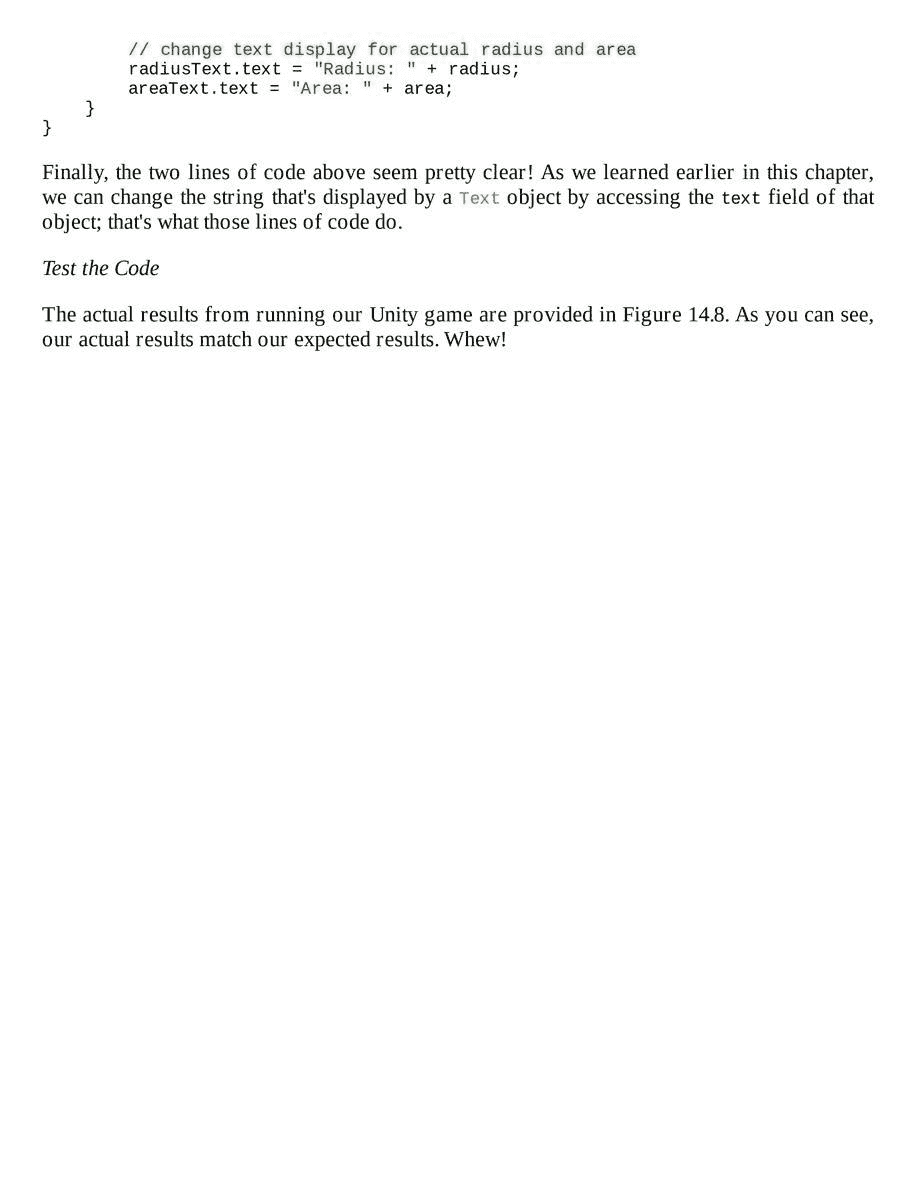 // change text display for actual radius and area
radiusText.text = "Radius: " + radius;
areaText.text = "Area: " + area;
}
}
Finally, the two lines of code above seem pretty clear! As we learned earlier in this chapter,
we can change the string that's displayed by a Text object by accessing the text field of that
object; that's what those lines of code do.
Test the Code
The actual results from running our Unity game are provided in Figure 14.8. As you can see,
our actual results match our expected results. Whew!